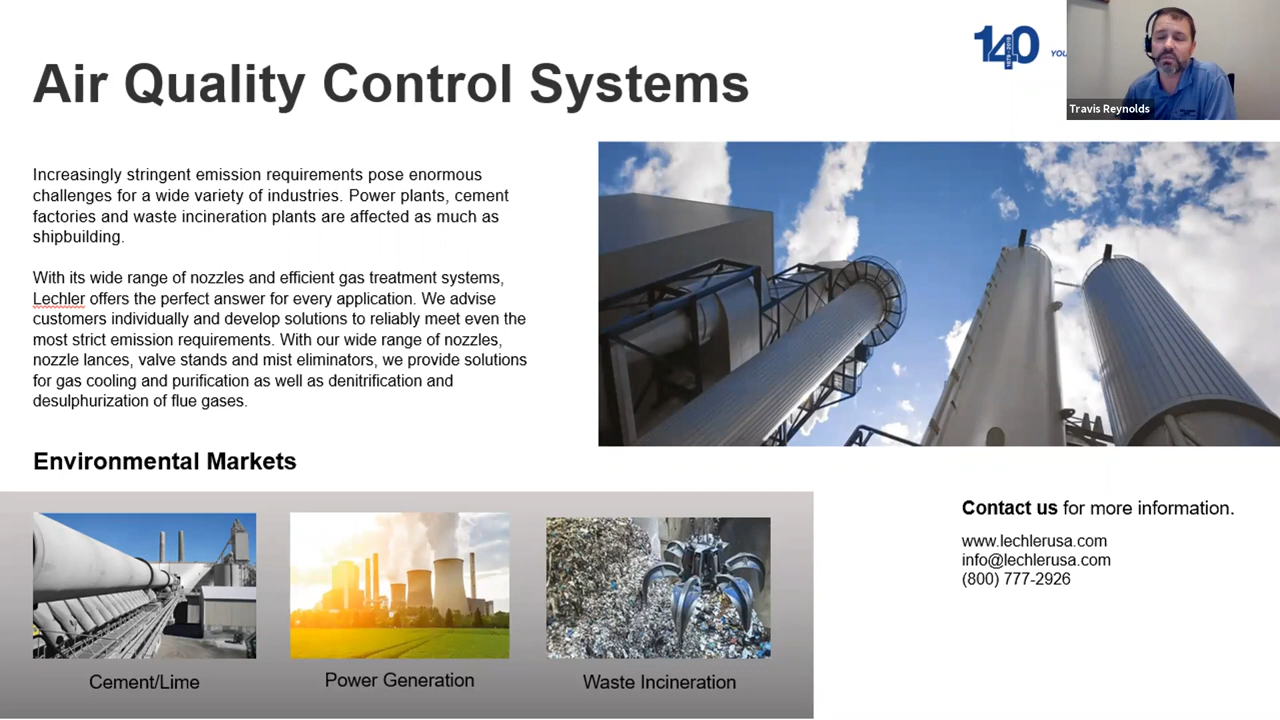 Air Quality Control Systems
140
YOU
Travis Reynolds
Increasingly stringent emission requirements pose enormous
challenges for a wide variety of industries. Power plants, cement
factories and waste incineration plants are affected as much as
shipbuilding.
With its wide range of nozzles and efficient gas treatment systems,
Lechler offers the perfect answer for every application. We advise
customers individually and develop solutions to reliably meet even the
most strict emission requirements. With our wide range of nozzles,
nozzle lances, valve stands and mist eliminators, we provide solutions
for gas cooling and purification as well as denitrification and
desulphurization of flue gases.
Environmental Markets
Cement/Lime
Power Generation
Waste Incineration
Contact us for more information.
www.lechlerusa.com
info@lechlerusa.com
(800) 777-2926